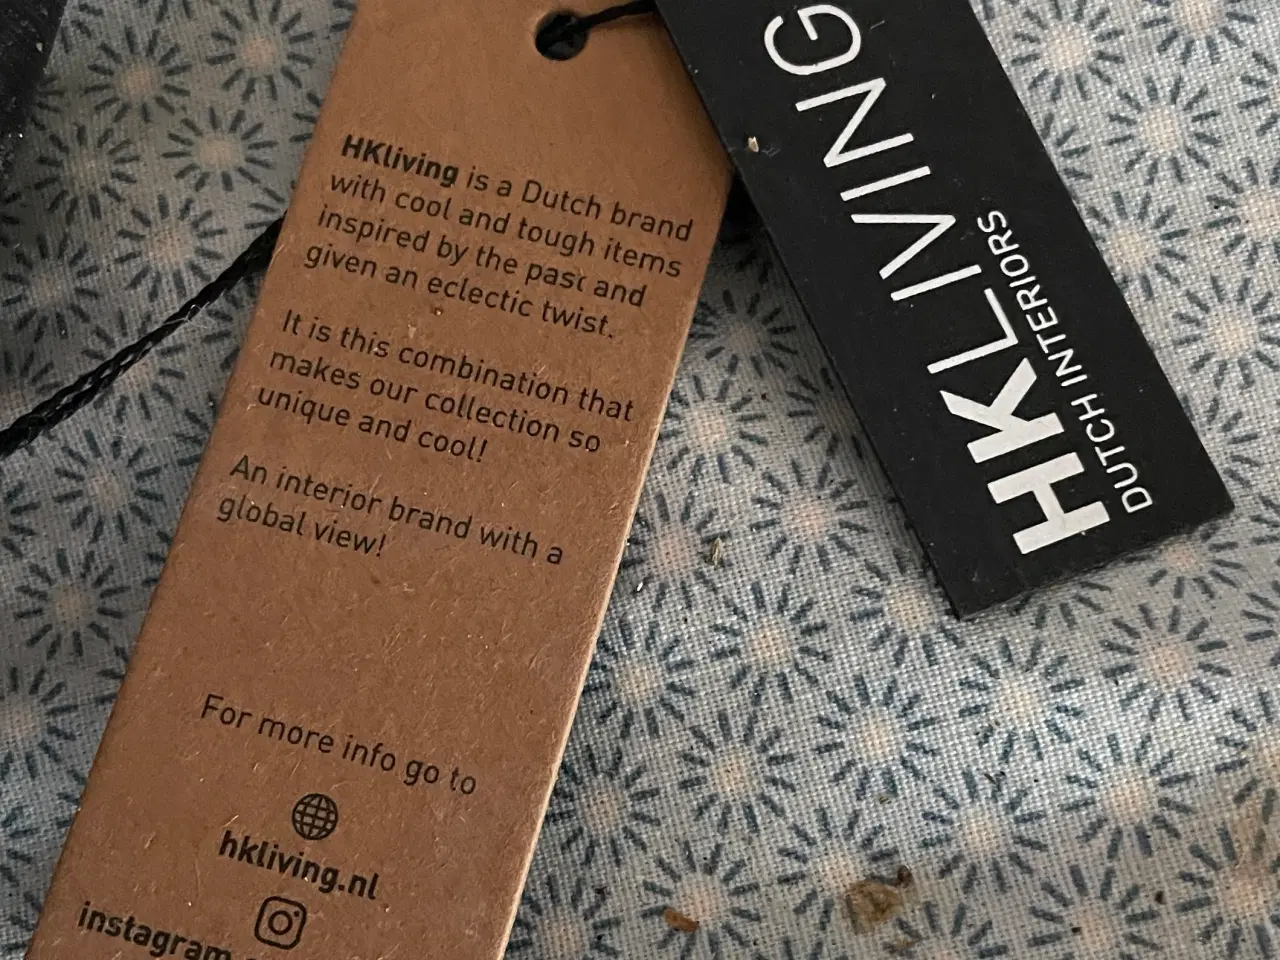 HKliving is a Dutch brand
with cool and tough items
inspired by the past and
given an eclectic twist.
It is this combination that
makes our collection so
unique and cool!
An interior brand with a
global view!
For more info go to
hkliving.nl
instagram
HKLIVING
DUTCH INTERIORS